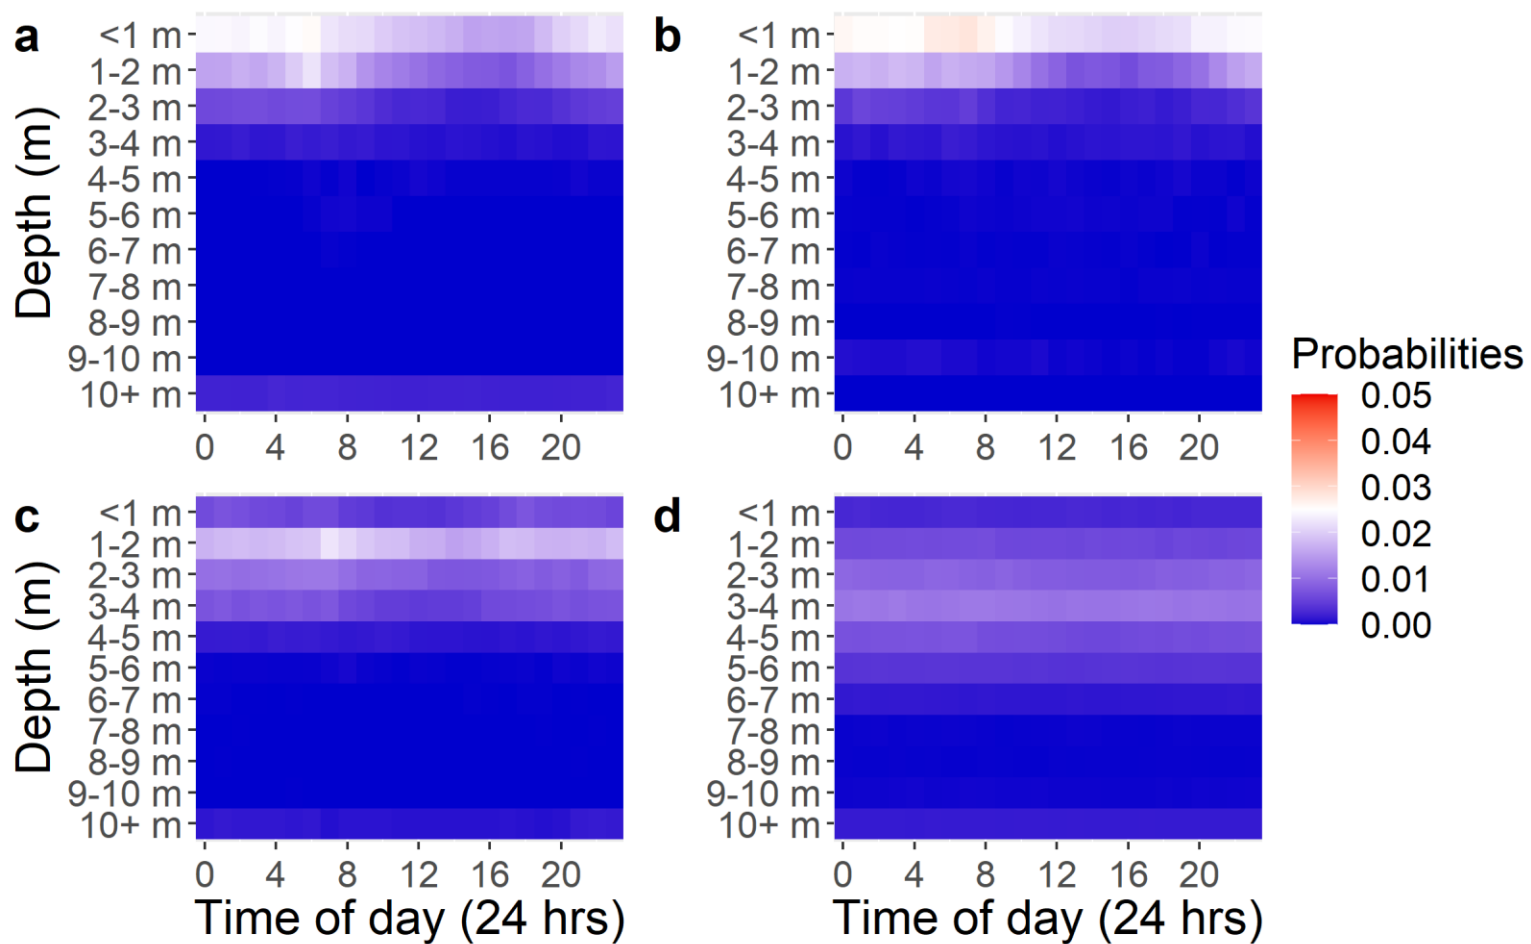 a
Depth (m)
<1 m
1-2 m
2-3 m
3-4 m
4-5 m
5-6 m
6-7 m
7-8 m
8-9 m
9-10 m
10+ m
0 4 8 12 16 20
b
<1 m
1-2 m
2-3 m
3-4 m
4-5 m
5-6 m
6-7 m
7-8 m
8-9 m
9-10 m
10+ m
0 4 8 12 16 20
c
Depth (m)
<1 m
1-2 m
2-3 m
3-4 m
4-5 m
5-6 m
6-7 m
7-8 m
8-9 m
9-10 m
10+ m
0 4 8 12 16 20
Time of day (24 hrs)
d
<1 m
1-2 m
2-3 m
3-4 m
4-5 m
5-6 m
6-7 m
7-8 m
8-9 m
9-10 m
10+ m
0 4 8 12 16 20
Time of day (24 hrs)
Probabilities
0.05
0.04
0.03
0.02
0.01
0.00